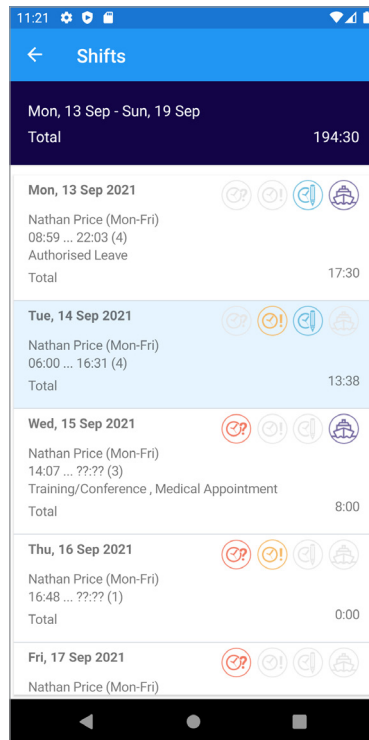 11:21
Shifts
Mon, 13 Sep - Sun, 19 Sep
Total 194:30
Mon, 13 Sep 2021
Nathan Price (Mon-Fri)
08:59 ... 22:03 (4)
Authorised Leave
Total 17:30
Tue, 14 Sep 2021
Nathan Price (Mon-Fri)
06:00 ... 16:31 (4)
Total 13:38
Wed, 15 Sep 2021
Nathan Price (Mon-Fri)
14:07 ... ??:?? (3)
Training/Conference , Medical Appointment
Total 8:00
Thu, 16 Sep 2021
Nathan Price (Mon-Fri)
16:48 ... ??:?? (1)
Total 0:00
Fri, 17 Sep 2021
Nathan Price (Mon-Fri)